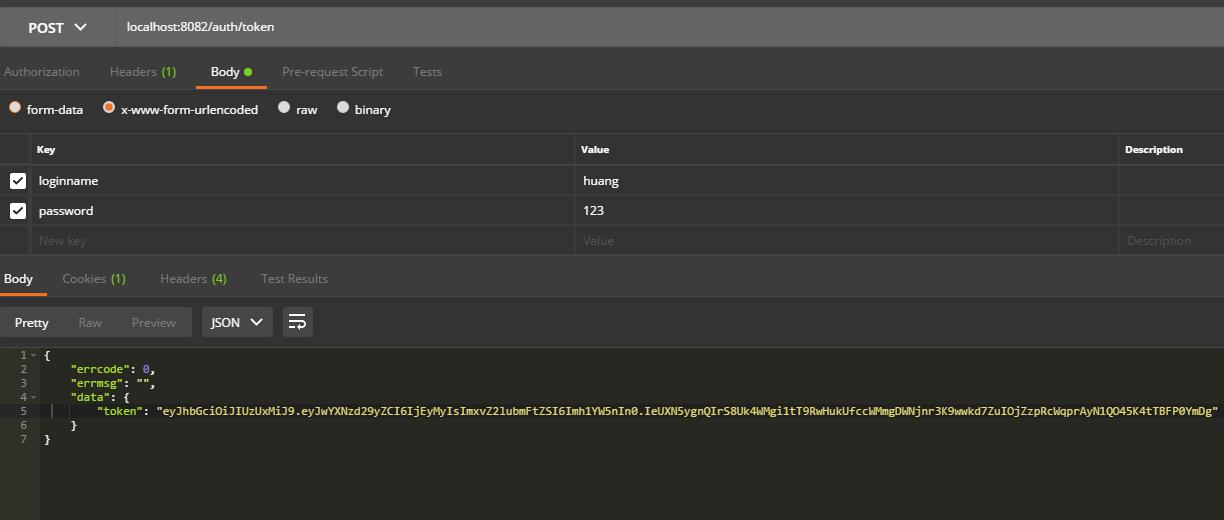 POST localhost:8082/auth/token
Authorization Headers (1) Body Pre-request Script Tests
form-data x-www-form-urlencoded raw binary
Key Value Description
loginname huang
password 123
New key Value Description
Body Cookies (1) Headers (4) Test Results
Pretty Raw Preview JSON
1 {
2 "errcode": 0,
3 "errmsg": "",
4 "data": {
5 "token": "eyJhbGciOiJIUzUxMiJ9.eyJwYXNzd29yZCI6IjEyMyIsImxvZ2lubmFtZSI6Imh1YW5nIn0.IeUXN5ygnQIrS8Uk4WMgi1tT9RwHukUfccWMmgDWNjnr3K9wwkd7ZuIOjZzpRcWqprAyN1QO45K4tTBFP0YmDg"
6 }
7 }